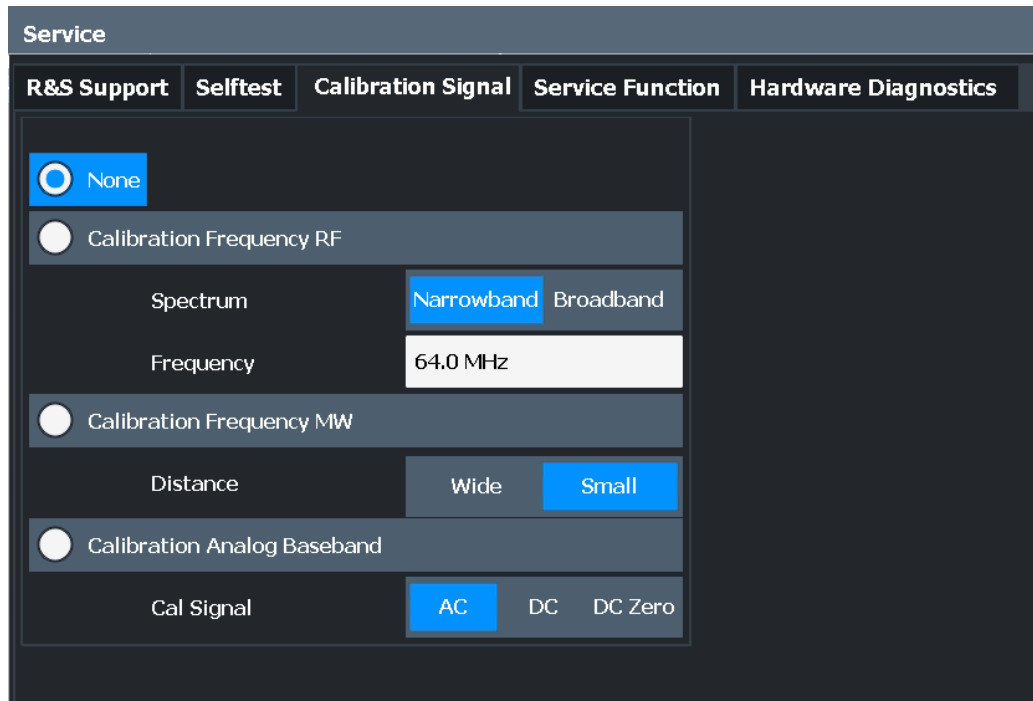 Service
R&S Support Selftest Calibration Signal Service Function Hardware Diagnostics
None
Calibration Frequency RF
Spectrum Narrowband Broadband
Frequency 64.0 MHz
Calibration Frequency MW
Distance Wide Small
Calibration Analog Baseband
Cal Signal AC DC DC Zero